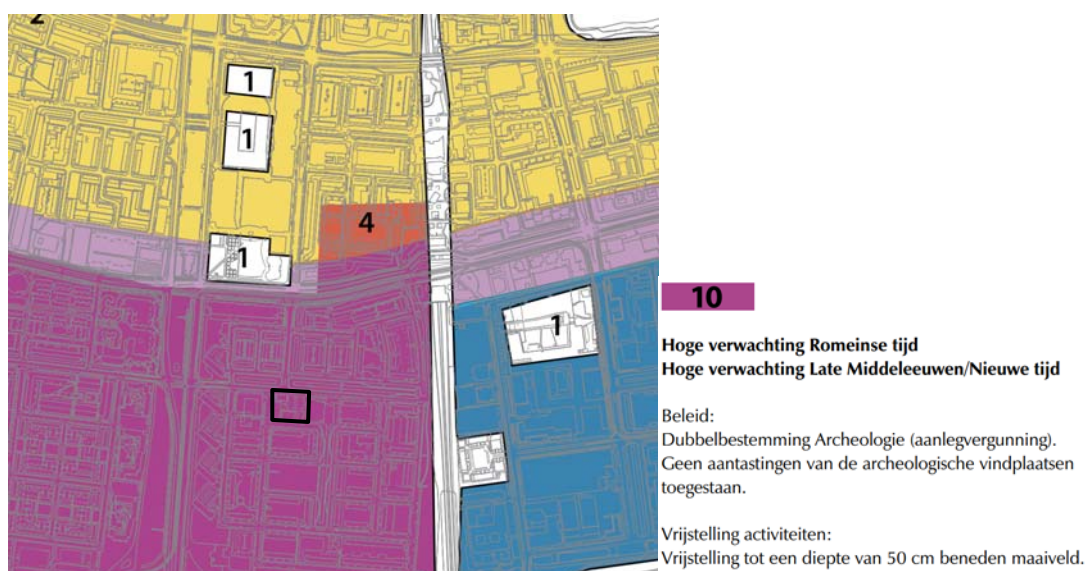 2
1
1
4
1
1
10
Hoge verwachting Romeinse tijd
Hoge verwachting Late Middeleeuwen/Nieuwe tijd
Beleid:
Dubbelbestemming Archeologie (aanlegvergunning).
Geen aantastingen van de archeologische vindplaatsen
toegestaan.
Vrijstelling activiteiten:
Vrijstelling tot een diepte van 50 cm beneden maaiveld.